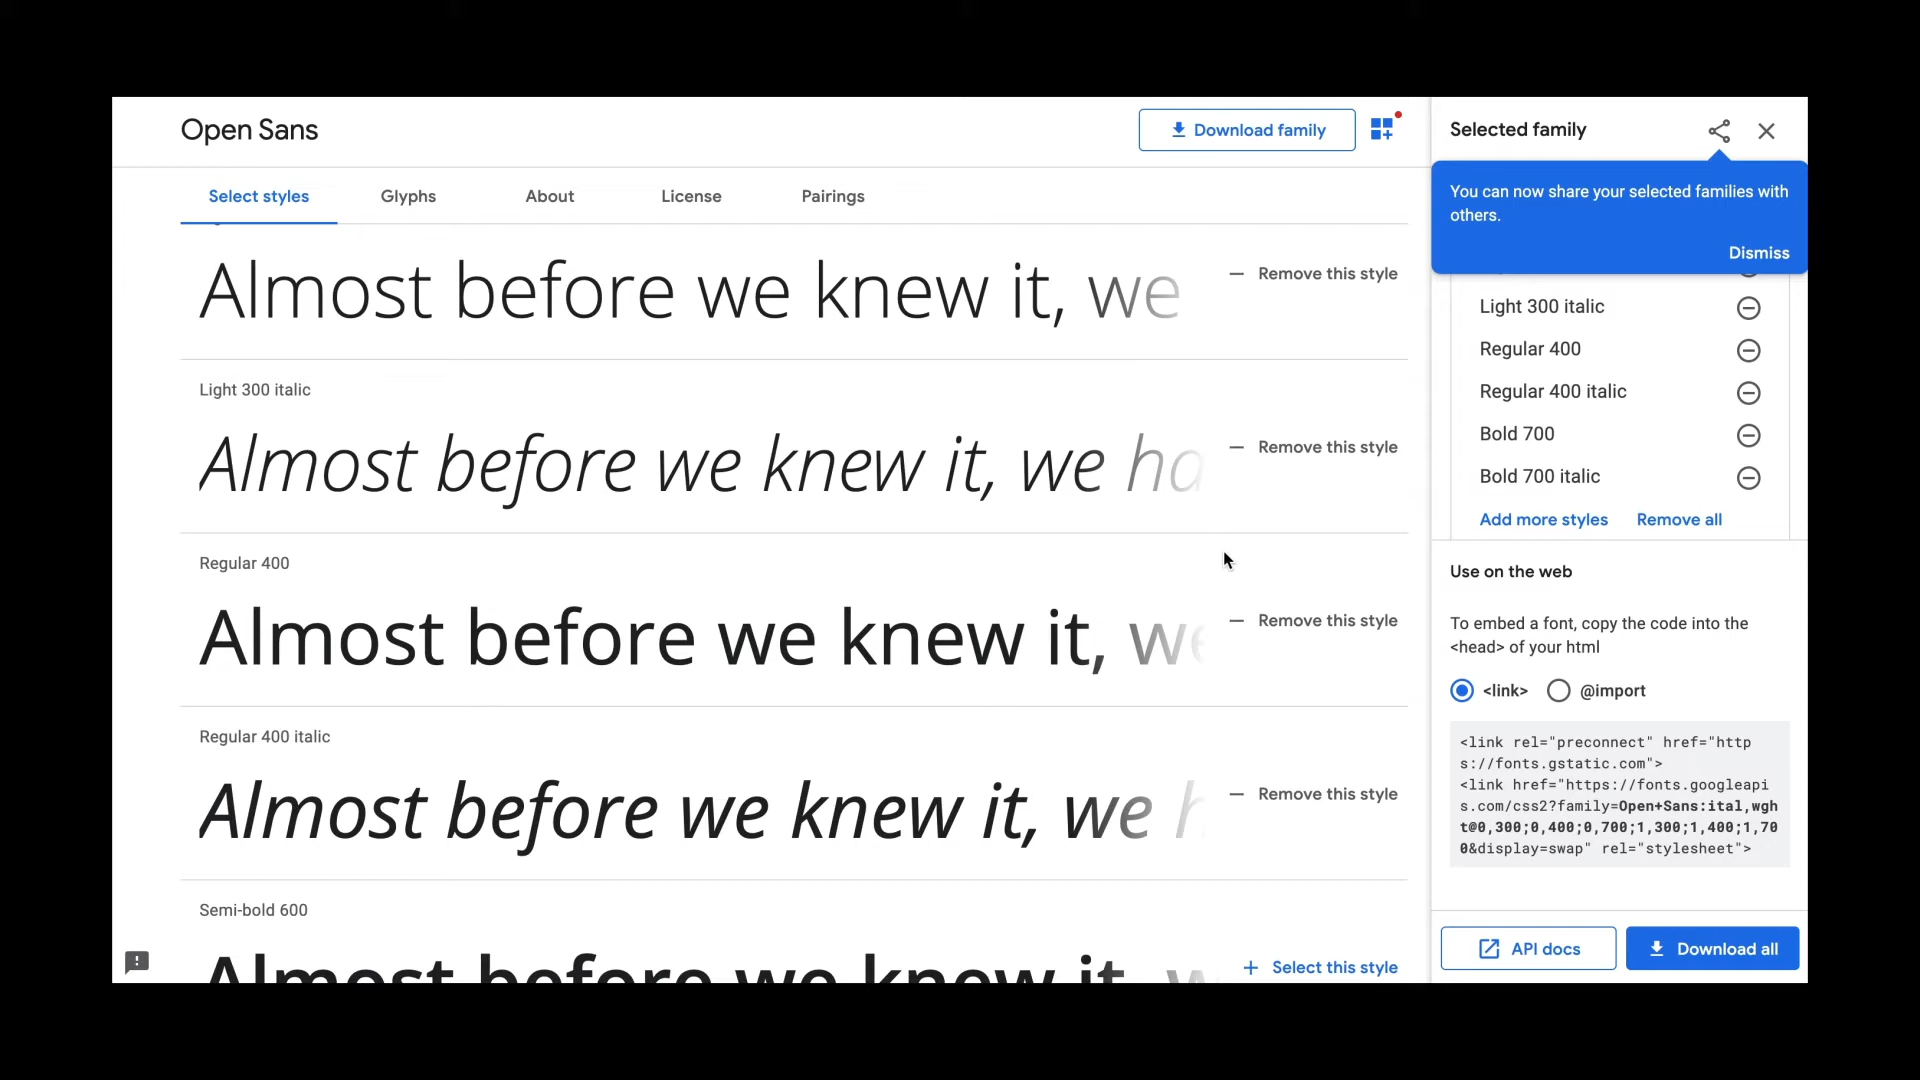 Open Sans
Download family
Select styles
Glyphs
About
License
Pairings
Almost before we knew it, we
Remove this style
Light 300 italic
Almost before we knew it, we ha
Remove this style
Regular 400
Almost before we knew it, we
Remove this style
Regular 400 italic
Almost before we knew it, we h
Remove this style
Semi-bold 600
Almost before we knew it, w
Select this style
Selected family
You can now share your selected families with
others.
Dismiss
Light 300 italic
Regular 400
Regular 400 italic
Bold 700
Bold 700 italic
Add more styles
Remove all
Use on the web
To embed a font, copy the code into the
<head> of your html
<link>
@import
<link rel="preconnect" href="http
s://fonts.gstatic.com">
<link href="https://fonts.googleapi
s.com/css2?family=Open+Sans:ital,wgh
t@0,300;0,400;0,700;1,300;1,400;1,70
0&display=swap" rel="stylesheet">
API docs
Download all